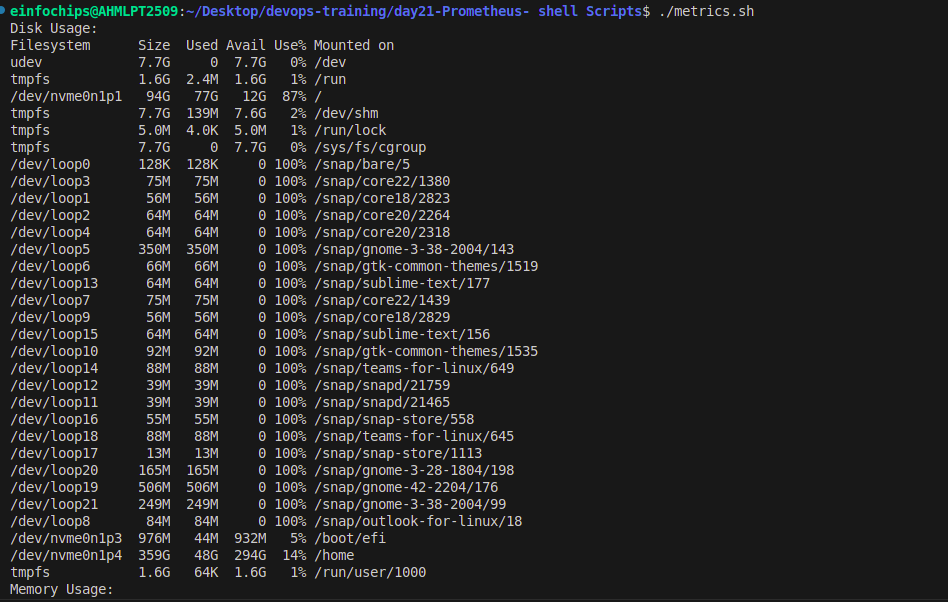 einfochips@AHMLPT2509:~/Desktop/devops-training/day21-Prometheus- shell Scripts$ ./metrics.sh
Disk Usage:
Filesystem      Size  Used Avail Use% Mounted on
udev            7.7G     0  7.7G   0% /dev
tmpfs           1.6G  2.4M  1.6G   1% /run
/dev/nvme0n1p1   94G   77G   12G  87% /
tmpfs           7.7G  139M  7.6G   2% /dev/shm
tmpfs           5.0M  4.0K  5.0M   1% /run/lock
tmpfs           7.7G     0  7.7G   0% /sys/fs/cgroup
/dev/loop0      128K  128K     0 100% /snap/bare/5
/dev/loop3       75M   75M     0 100% /snap/core22/1380
/dev/loop1       56M   56M     0 100% /snap/core18/2823
/dev/loop2       64M   64M     0 100% /snap/core20/2264
/dev/loop4       64M   64M     0 100% /snap/core20/2318
/dev/loop5      350M  350M     0 100% /snap/gnome-3-38-2004/143
/dev/loop6       66M   66M     0 100% /snap/gtk-common-themes/1519
/dev/loop13      64M   64M     0 100% /snap/sublime-text/177
/dev/loop7       75M   75M     0 100% /snap/core22/1439
/dev/loop9       56M   56M     0 100% /snap/core18/2829
/dev/loop15      64M   64M     0 100% /snap/sublime-text/156
/dev/loop10      92M   92M     0 100% /snap/gtk-common-themes/1535
/dev/loop14      88M   88M     0 100% /snap/teams-for-linux/649
/dev/loop12      39M   39M     0 100% /snap/snapd/21759
/dev/loop11      39M   39M     0 100% /snap/snapd/21465
/dev/loop16      55M   55M     0 100% /snap/snap-store/558
/dev/loop18      88M   88M     0 100% /snap/teams-for-linux/645
/dev/loop17      13M   13M     0 100% /snap/snap-store/1113
/dev/loop20     165M  165M     0 100% /snap/gnome-3-28-1804/198
/dev/loop19     506M  506M     0 100% /snap/gnome-42-2204/176
/dev/loop21     249M  249M     0 100% /snap/gnome-3-38-2004/99
/dev/loop8       84M   84M     0 100% /snap/outlook-for-linux/18
/dev/nvme0n1p3  976M   44M  932M   5% /boot/efi
/dev/nvme0n1p4  359G   48G  294G  14% /home
tmpfs           1.6G   64K  1.6G   1% /run/user/1000
Memory Usage: